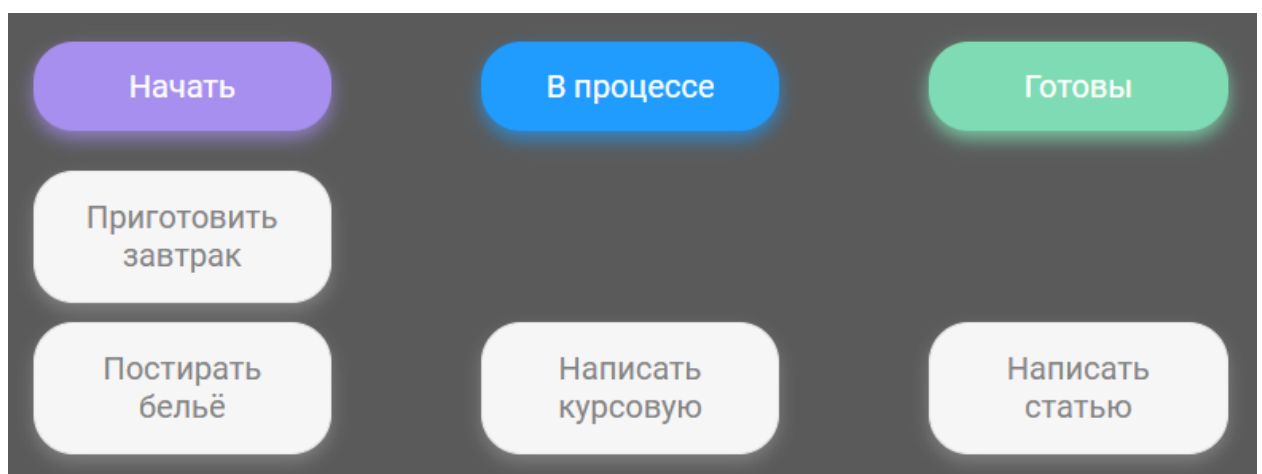 Начать
В процессе
Готовы
Приготовить
завтрак
Постирать
бельё
Написать
курсовую
Написать
статью